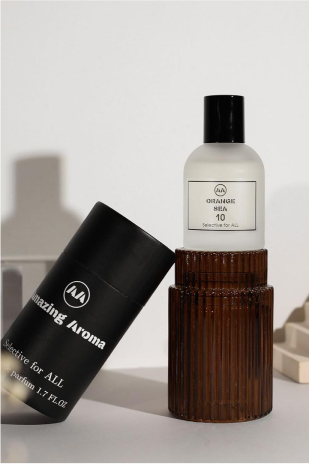 AA
ORANGE
SEA
10
Selective for ALL
AA
mazing Aroma
Selective for ALL
parfum 1.7 FL.OZ